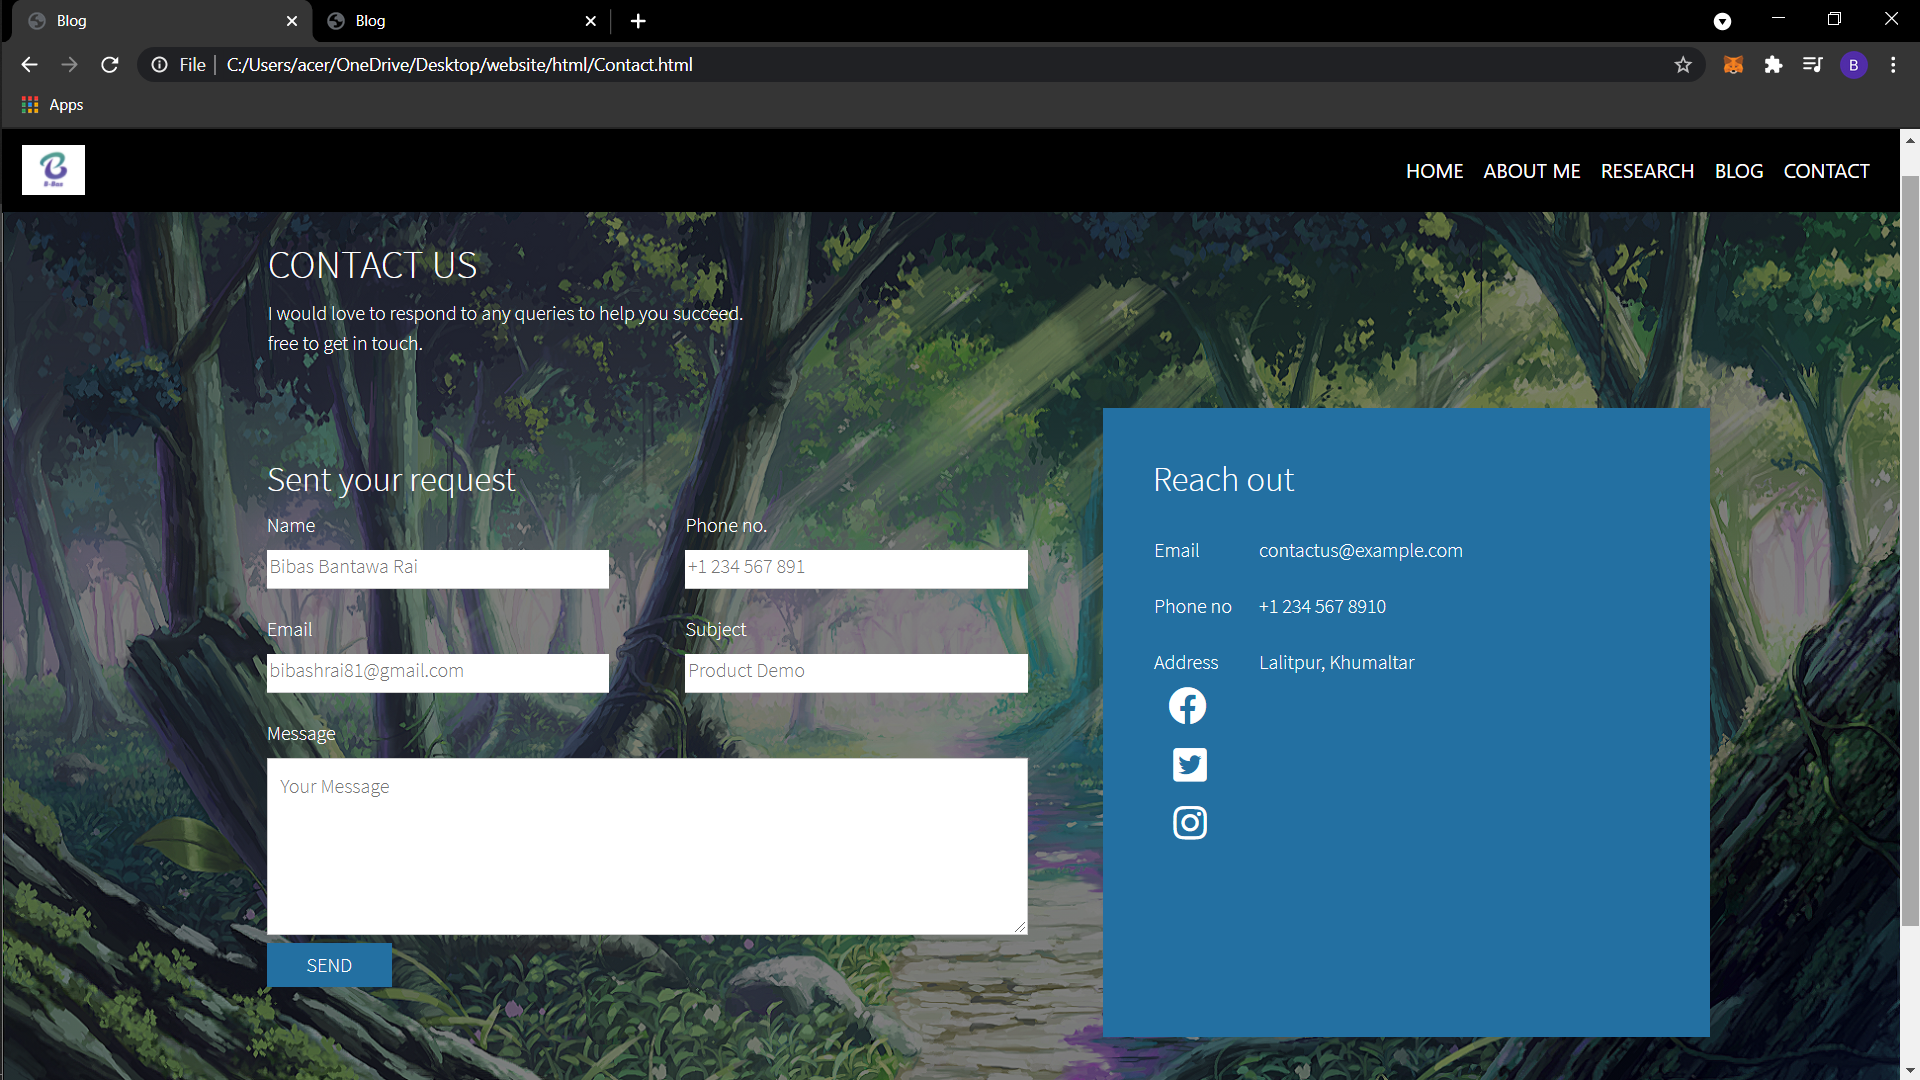 Blog
Blog
File
C:/Users/acer/OneDrive/Desktop/website/html/Contact.html
B
Apps
B-Bas
HOME ABOUT ME RESEARCH BLOG CONTACT
CONTACT US
I would love to respond to any queries to help you succeed.
free to get in touch.
Sent your request
Name
Phone no.
Bibas Bantawa Rai
+1 234 567 891
Email
Subject
bibashrai81@gmail.com
Product Demo
Message
Your Message
SEND
Reach out
Email contactus@example.com
Phone no +1 234 567 8910
Address Lalitpur, Khumaltar